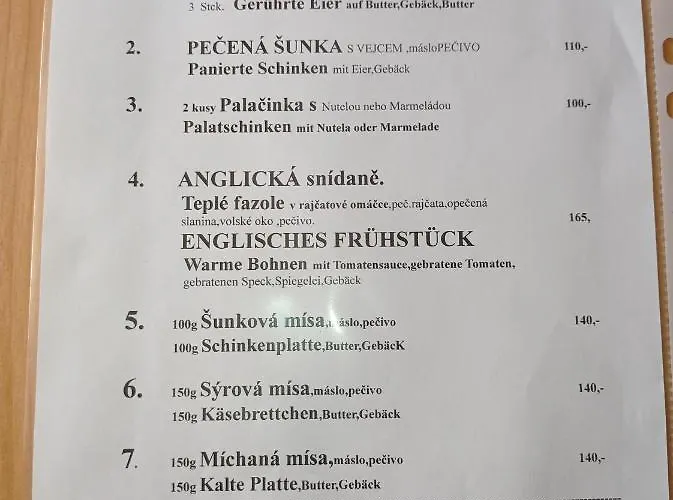 3 Stck. Gerührte Eier auf Butter,Gebäck,Butter
2. PEČENÁ ŠUNKA S VEJCEM ,másloPEČIVO 110,-
Panierte Schinken mit Eier,Gebäck
3. 2 kusy Palačinka s Nutelou nebo Marmeládou 100,-
Palatschinken mit Nutela oder Marmelade
4. ANGLICKÁ snídaně.
Teplé fazole v rajčatové omáčce,peč.rajčata,opečená
slanina,volské oko ,pečivo. 165,
ENGLISCHES FRÜHSTÜCK
Warme Bohnen mit Tomatensauce,gebratene Tomaten,
gebratenen Speck,Spiegelei,Gebäck
5. 100g Šunková mísa,máslo,pečivo 140,-
100g Schinkenplatte,Butter,GebäcK
6. 150g Sýrová mísa,máslo,pečivo 140,-
150g Käsebrettchen,Butter,Gebäck
7. 150g Míchaná mísa,máslo,pečivo 140,-
150g Kalte Platte,Butter,Gebäck